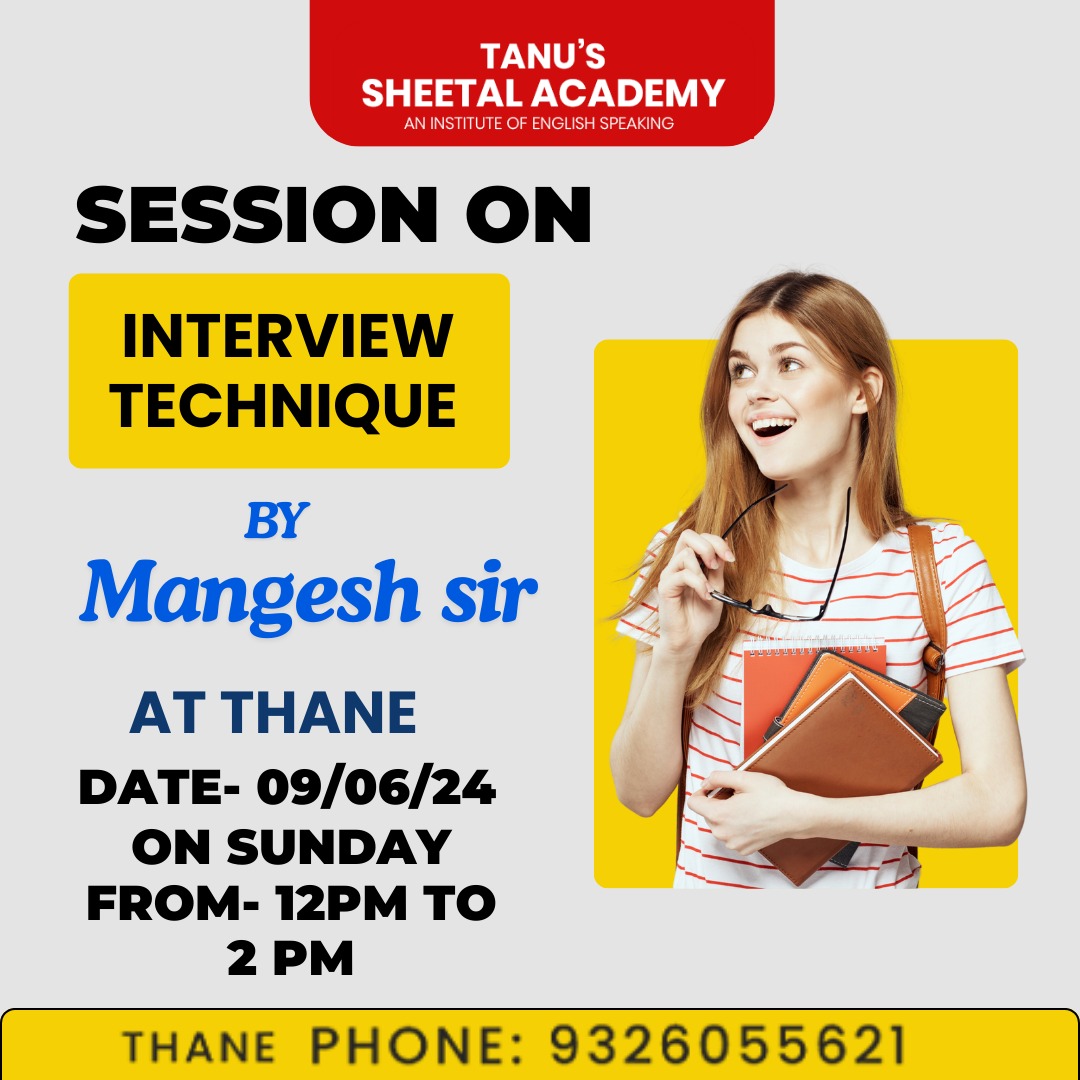 TANU’S
SHEETAL ACADEMY
AN INSTITUTE OF ENGLISH SPEAKING
SESSION ON
INTERVIEW
TECHNIQUE
BY
Mangesh sir
AT THANE
DATE- 09/06/24
ON SUNDAY
FROM- 12PM TO
2 PM
THANE PHONE: 9326055621